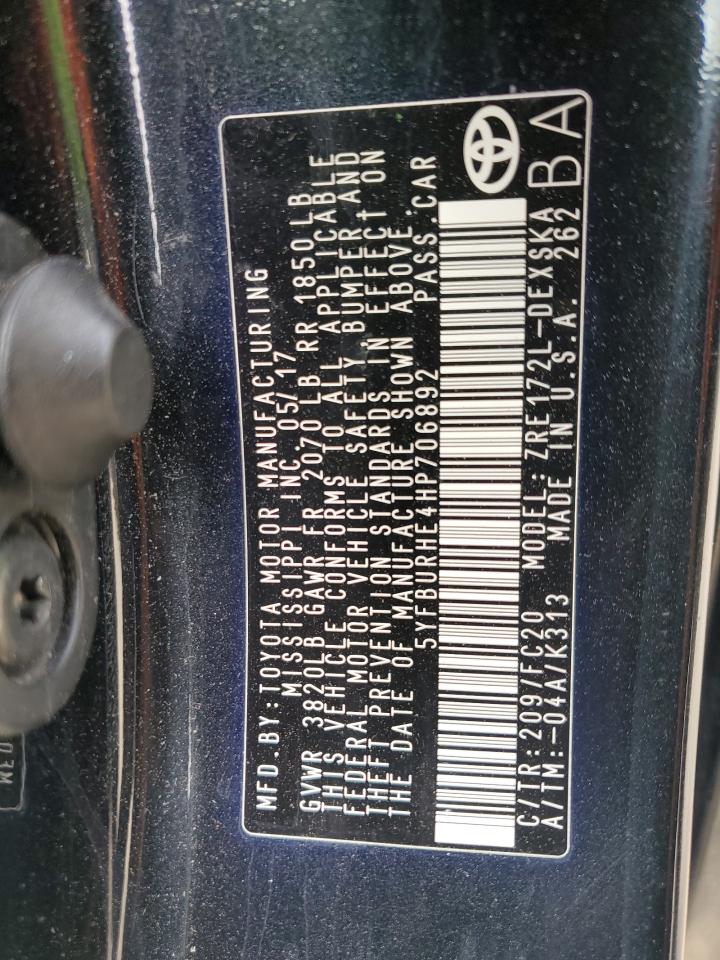 MFD.BY:TOYOTA MOTOR MANUFACTURING
MISSISSIPPI INC. 05/17
GVWR 3820LB GAWR FR 2070 LB RR 1850 LB
THIS VEHICLE CONFORMS TO ALL APPLICABLE
FEDERAL MOTOR VEHICLE SAFETY, BUMPER AND
THEFT PREVENTION STANDARDS IN EFFECT ON
THE DATE OF MANUFACTURE SHOWN ABOVE.
5YFBURHE4HP706892 PASS.CAR
C/TR:209/FC20 MODEL:ZRE172L-DEXSKA
A/TM:-04A/K313 MADE IN U.S.A. 262
BA